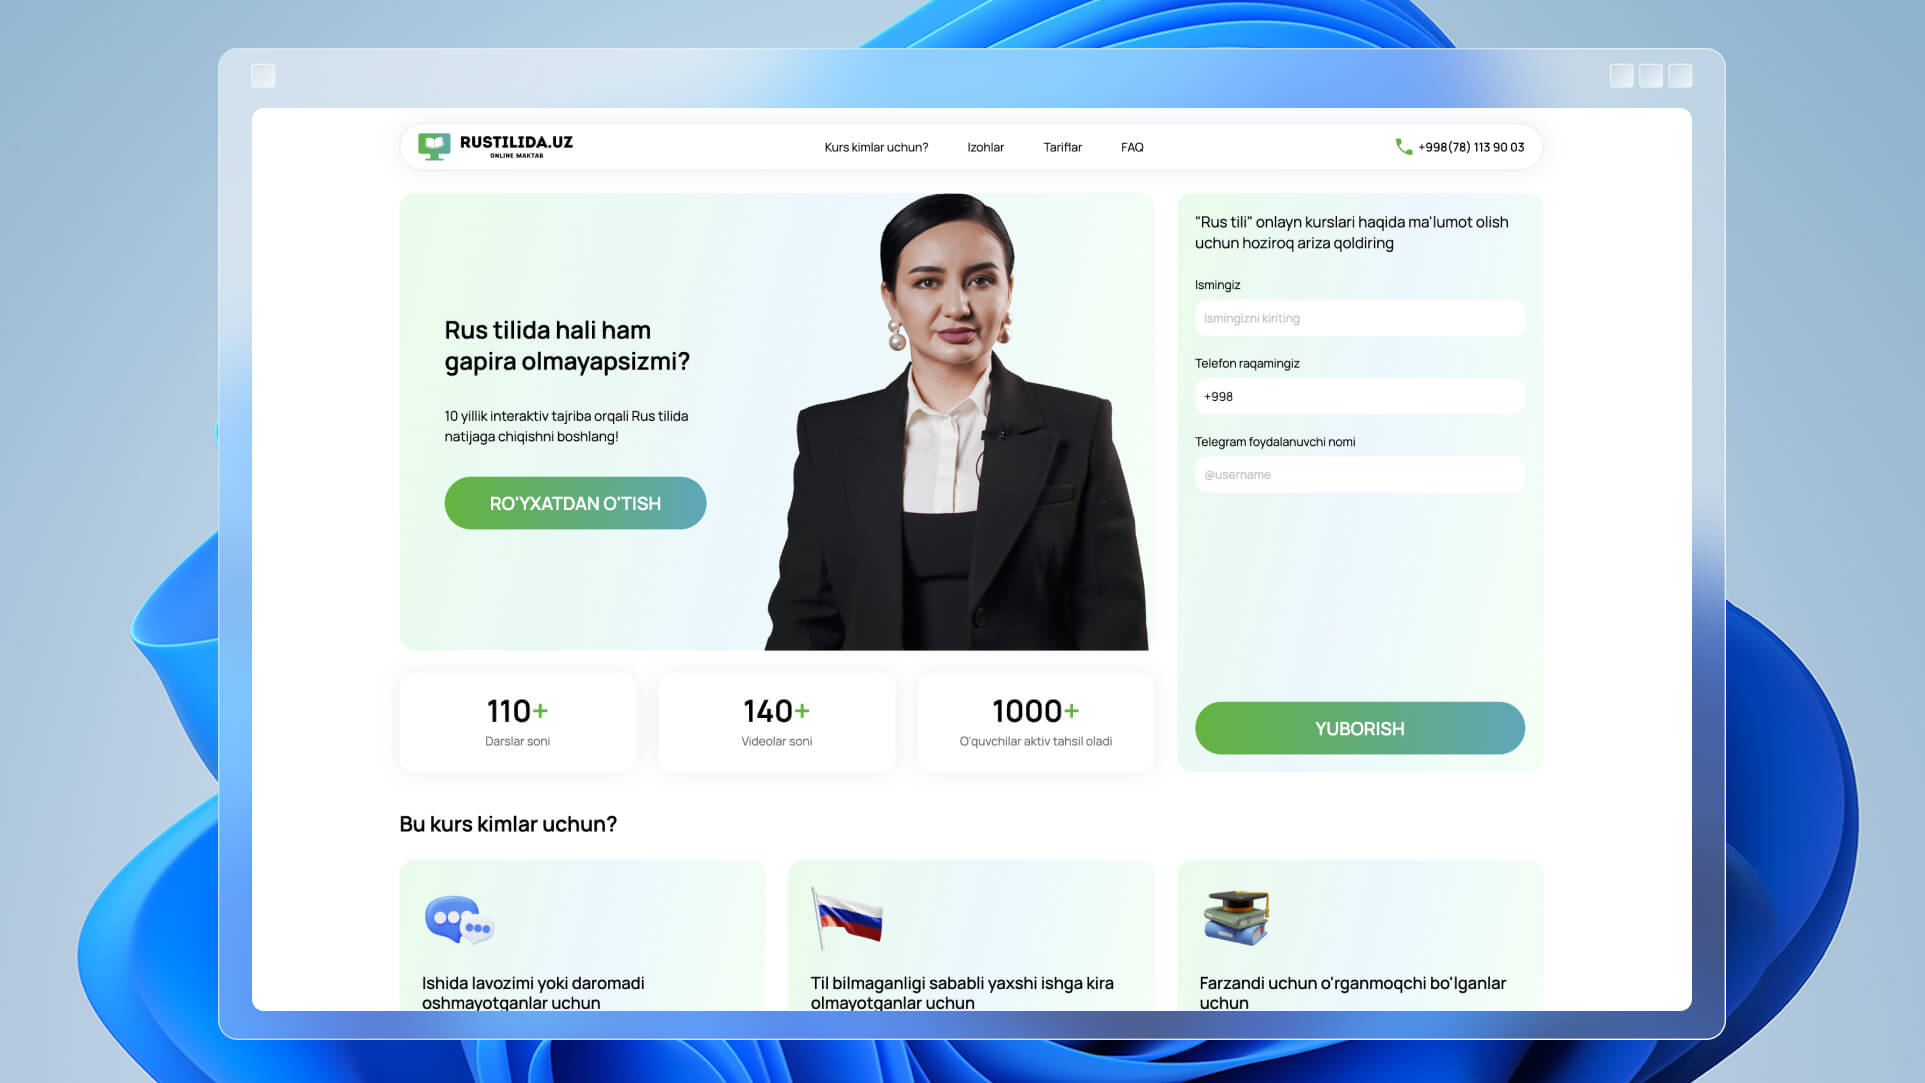 RUSTILIDA.UZ
ONLINE MAKTAB
Kurs kimlar uchun?
Izohlar
Tariflar
FAQ
+998(78) 113 90 03
Rus tilida hali ham
gapira olmayapsizmi?
10 yillik interaktiv tajriba orqali Rus tilida
natijaga chiqishni boshlang!
RO'YXATDAN O'TISH
"Rus tili" onlayn kurslari haqida ma'lumot olish
uchun hoziroq ariza qoldiring
Ismingiz
Ismingizni kiriting
Telefon raqamingiz
+998
Telegram foydalanuvchi nomi
@username
YUBORISH
110+
Darslar soni
140+
Videolar soni
1000+
O'quvchilar aktiv tahsil oladi
Bu kurs kimlar uchun?
Ishida lavozimi yoki daromadi
oshmayotganlar uchun
Til bilmaganligi sababli yaxshi ishga kira
olmayotganlar uchun
Farzandi uchun o'rganmoqchi bo'lganlar
uchun